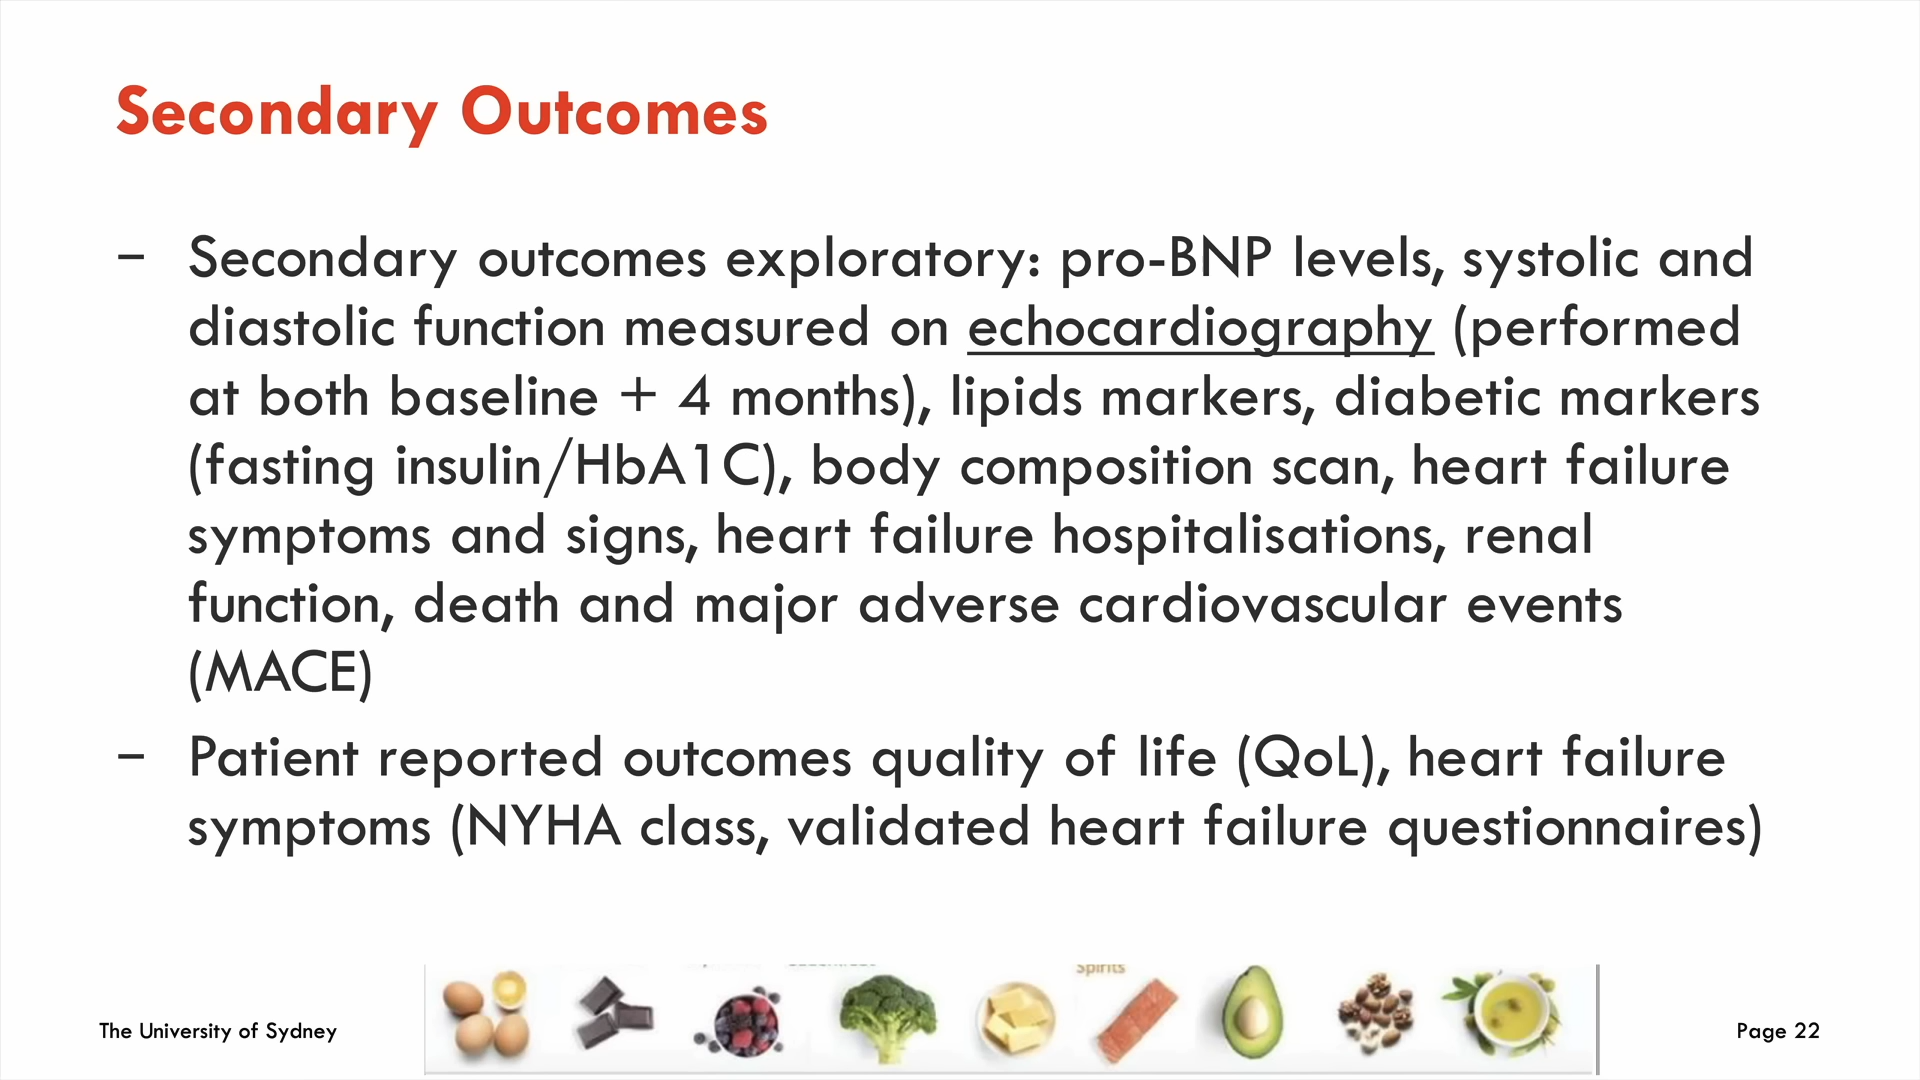 Secondary Outcomes
– Secondary outcomes exploratory: pro-BNP levels, systolic and
diastolic function measured on echocardiography (performed
at both baseline + 4 months), lipids markers, diabetic markers
(fasting insulin/HbA1C), body composition scan, heart failure
symptoms and signs, heart failure hospitalisations, renal
function, death and major adverse cardiovascular events
(MACE)
– Patient reported outcomes quality of life (QoL), heart failure
symptoms (NYHA class, validated heart failure questionnaires)
Spirits
The University of Sydney
Page 22